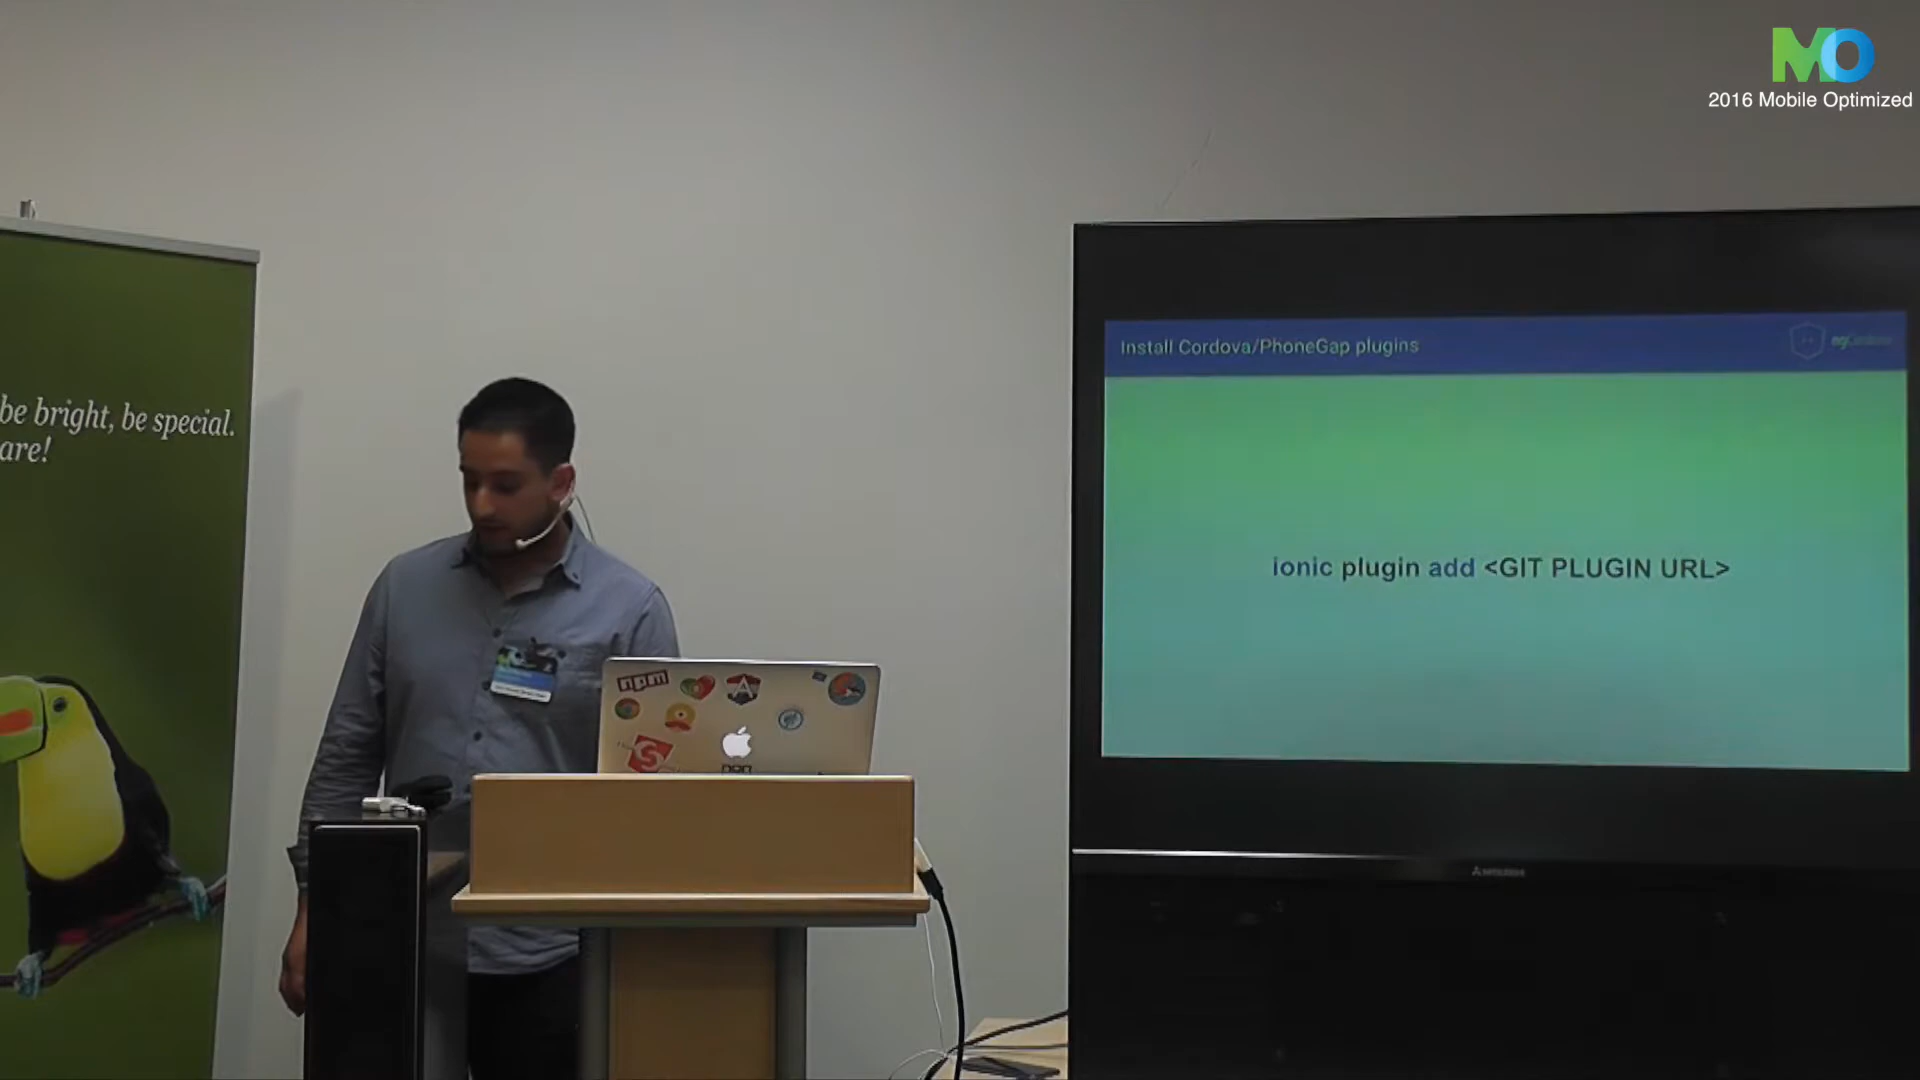 MO
2016 Mobile Optimized
be bright, be special.
are!
Install Cordova/PhoneGap plugins
ionic plugin add <GIT PLUGIN URL>
npm
A
S
MITSUBISHI